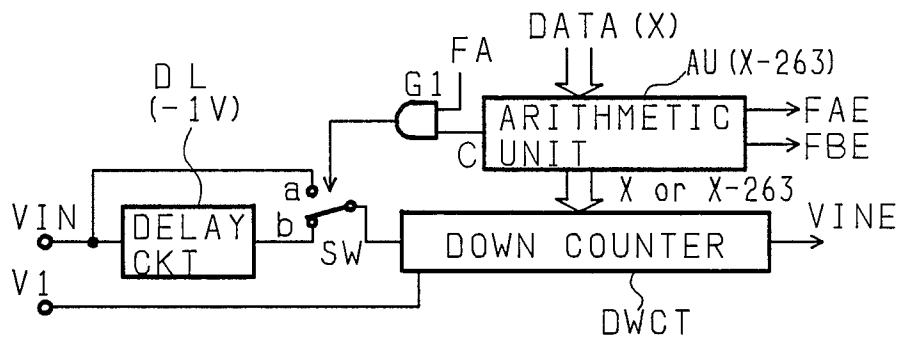 DATA (X)
FA
AU (X-263)
DL
(-1V)
G1
ARITHMETIC
UNIT
FAE
FBE
C
X or X-263
a
b
SW
VIN
DELAY
CKT
DOWN COUNTER
VINE
V1
DWCT